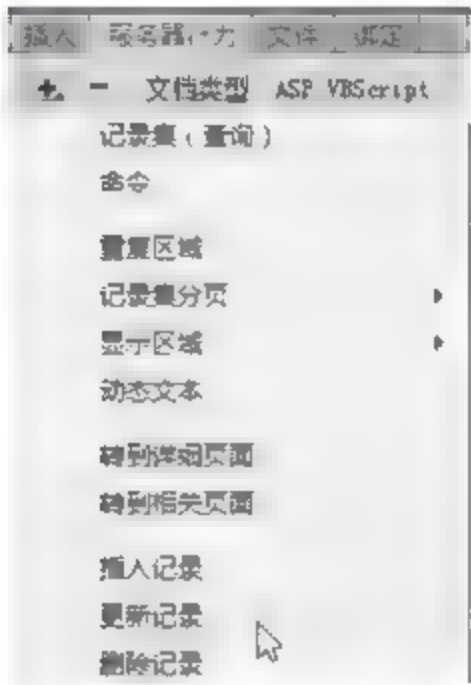 插入 服务器行为 文件 绑定
+ - 文档类型 ASP VBScript
记录集（查询）
命令
重复区域
记录集分页
显示区域
动态文本
转到详细页面
转到相关页面
插入记录
更新记录
删除记录